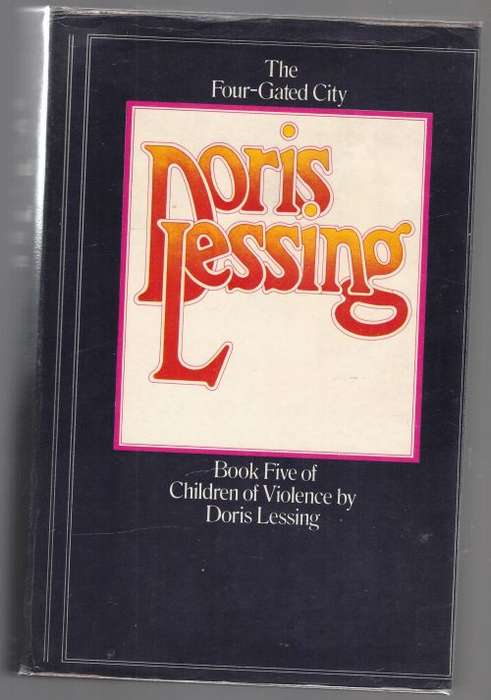 The
Four-Gated City
Doris
Lessing
Book Five of
Children of Violence by
Doris Lessing